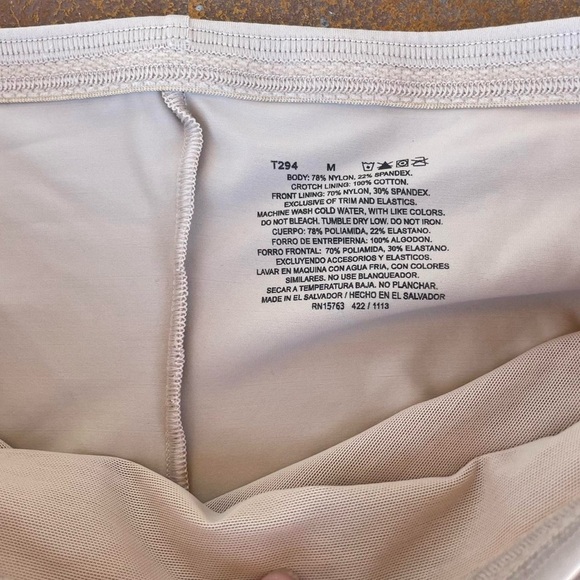 T294 M
BODY: 78% NYLON, 22% SPANDEX.
CROTCH LINING: 100% COTTON.
FRONT LINING: 70% NYLON, 30% SPANDEX.
EXCLUSIVE OF TRIM AND ELASTICS.
MACHINE WASH COLD WATER, WITH LIKE COLORS.
DO NOT BLEACH. TUMBLE DRY LOW. DO NOT IRON.
CUERPO: 78% POLIAMIDA, 22% ELASTANO.
FORRO DE ENTREPIERNA: 100% ALGODON.
FORRO FRONTAL: 70% POLIAMIDA, 30% ELASTANO.
EXCLUYENDO ACCESORIOS Y ELASTICOS.
LAVAR EN MAQUINA CON AGUA FRIA, CON COLORES
SIMILARES. NO USE BLANQUEADOR.
SECAR A TEMPERATURA BAJA. NO PLANCHAR.
MADE IN EL SALVADOR / HECHO EN EL SALVADOR
RN15763 422 / 1113